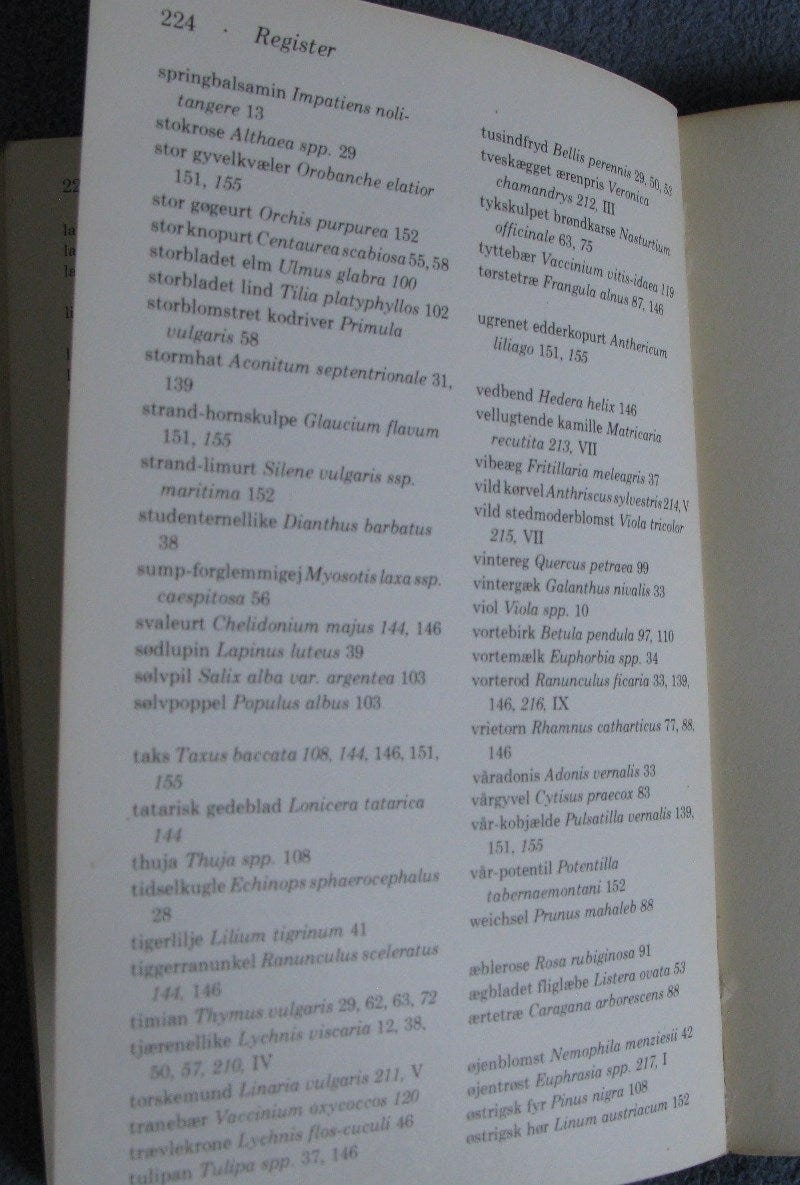 224 · Register
springbalsamin Impatiens noli-
tangere 13
stokrose Althaea spp. 29
stor gyvelkvæler Orobanche elatior
151, 155
stor gøgeurt Orchis purpurea 152
stor knopurt Centaurea scabiosa 55, 58
storbladet elm Ulmus glabra 100
storbladet lind Tilia platyphyllos 102
storblomstret kodriver Primula
vulgaris 58
stormhat Aconitum septentrionale 31,
139
strand-hornskulpe Glaucium flavum
151, 155
strand-limurt Silene vulgaris ssp.
maritima 152
studenternellike Dianthus barbatus
38
sump-forglemmigej Myosotis laxa ssp.
caespitosa 56
svaleurt Chelidonium majus 144, 146
sødlupin Lapinus luteus 39
sølvpil Salix alba var. argentea 103
sølvpoppel Populus albus 103
taks Taxus baccata 108, 144, 146, 151,
155
tatarisk gedeblad Lonicera tatarica
144
thuja Thuja spp. 108
tidselkugle Echinops sphaerocephalus
28
tigerlilje Lilium tigrinum 41
tiggerranunkel Ranunculus sceleratus
144, 146
timian Thymus vulgaris 29, 62, 63, 72
tjærenellike Lychnis viscaria 12, 38,
50, 57, 210, IV
torskemund Linaria vulgaris 211, V
tranebær Vaccinium oxycoccos 120
trævlekrone Lychnis flos-cuculi 46
tulipan Tulipa spp. 37, 146
tusindfryd Bellis perennis 29, 50, 53
tveskægget ærenpris Veronica
chamandrys 212, III
tykskulpet brøndkarse Nasturtium
officinale 63, 75
tyttebær Vaccinium vitis-idaea 119
tørstetræ Frangula alnus 87, 146
ugrenet edderkopurt Anthericum
liliago 151, 155
vedbend Hedera helix 146
vellugtende kamille Matricaria
recutita 213, VII
vibeæg Fritillaria meleagris 37
vild kørvel Anthriscus sylvestris 214, V
vild stedmoderblomst Viola tricolor
215, VII
vintereg Quercus petraea 99
vintergæk Galanthus nivalis 33
viol Viola spp. 10
vortebirk Betula pendula 97, 110
vortemælk Euphorbia spp. 34
vorterod Ranunculus ficaria 33, 139,
146, 216, IX
vrietorn Rhamnus catharticus 77, 88,
146
våradonis Adonis vernalis 33
vårgyvel Cytisus praecox 83
vår-kobjælde Pulsatilla vernalis 139,
151, 155
vår-potentil Potentilla
tabernaemontani 152
weichsel Prunus mahaleb 88
æblerose Rosa rubiginosa 91
ægbladet fliglæbe Listera ovata 53
ærtetræ Caragana arborescens 88
øjenblomst Nemophila menziesii 42
øjentrøst Euphrasia spp. 217, I
østrigsk fyr Pinus nigra 108
østrigsk hør Linum austriacum 152